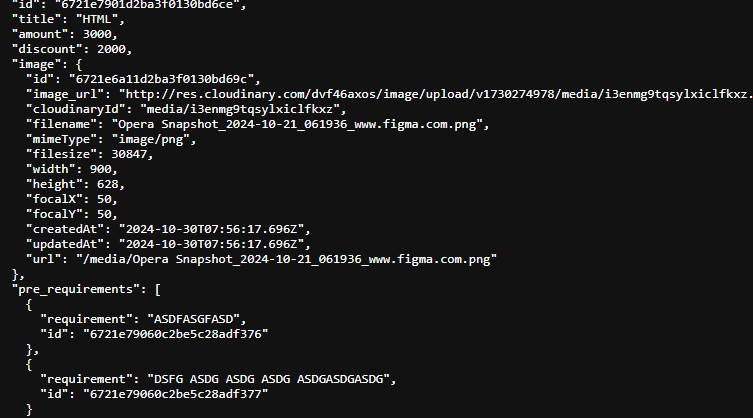 "id": "6721e7901d2ba3f0130bd6ce",
"title": "HTML",
"amount": 3000,
"discount": 2000,
"image": {
"id": "6721e6a11d2ba3f0130bd69c",
"image_url": "http://res.cloudinary.com/dvf46axos/image/upload/v1730274978/media/i3enmg9tqsylxiclfkxz.
"cloudinaryId": "media/i3enmg9tqsylxiclfkxz",
"filename": "Opera Snapshot_2024-10-21_061936_www.figma.com.png",
"mimeType": "image/png",
"filesize": 30847,
"width": 900,
"height": 628,
"focalX": 50,
"focalY": 50,
"createdAt": "2024-10-30T07:56:17.696Z",
"updatedAt": "2024-10-30T07:56:17.696Z",
"url": "/media/Opera Snapshot_2024-10-21_061936_www.figma.com.png"
},
"pre_requirements": [
{
"requirement": "ASDFASGFASD",
"id": "6721e79060c2be5c28adf376"
},
{
"requirement": "DSFG ASDG ASDG ASDG ASDGASDGASDG",
"id": "6721e79060c2be5c28adf377"
}